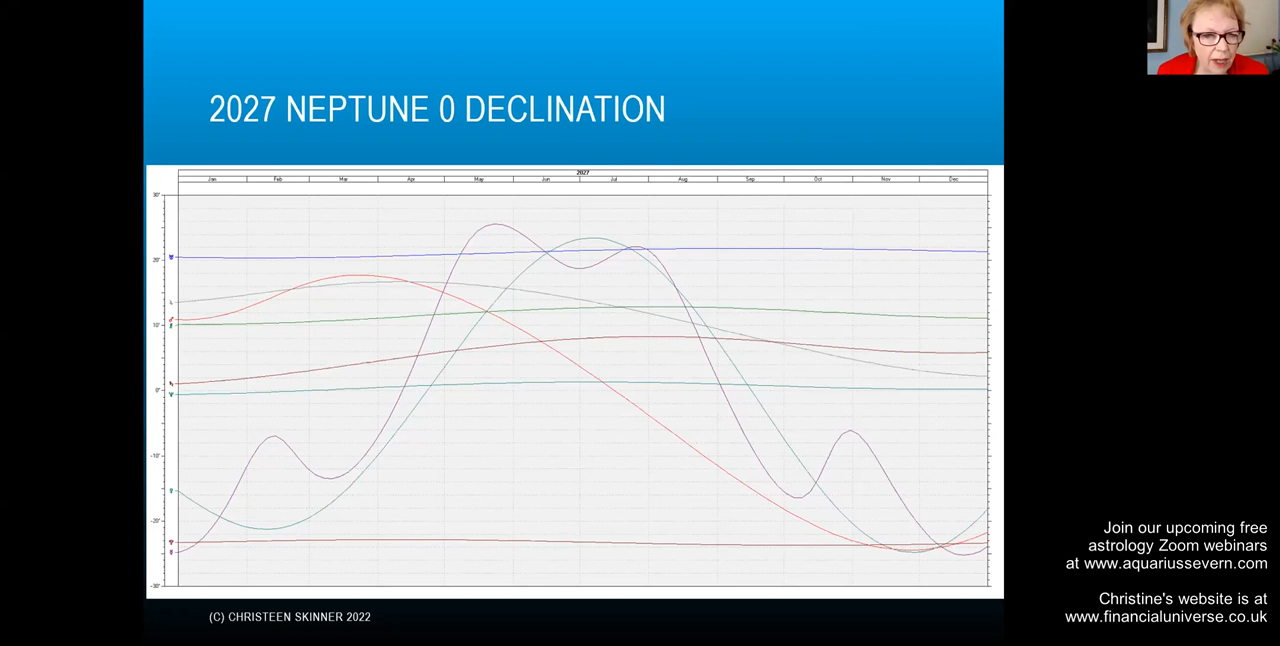 2027 NEPTUNE 0 DECLINATION
2027
Jan Feb Mar Apr May Jun Jul Aug Sep Oct Nov Dec
30°
20°
10°
0°
-10°
-20°
-30°
(C) CHRISTEEN SKINNER 2022
Join our upcoming free
astrology Zoom webinars
at www.aquariussevern.com
Christine's website is at
www.financialuniverse.co.uk